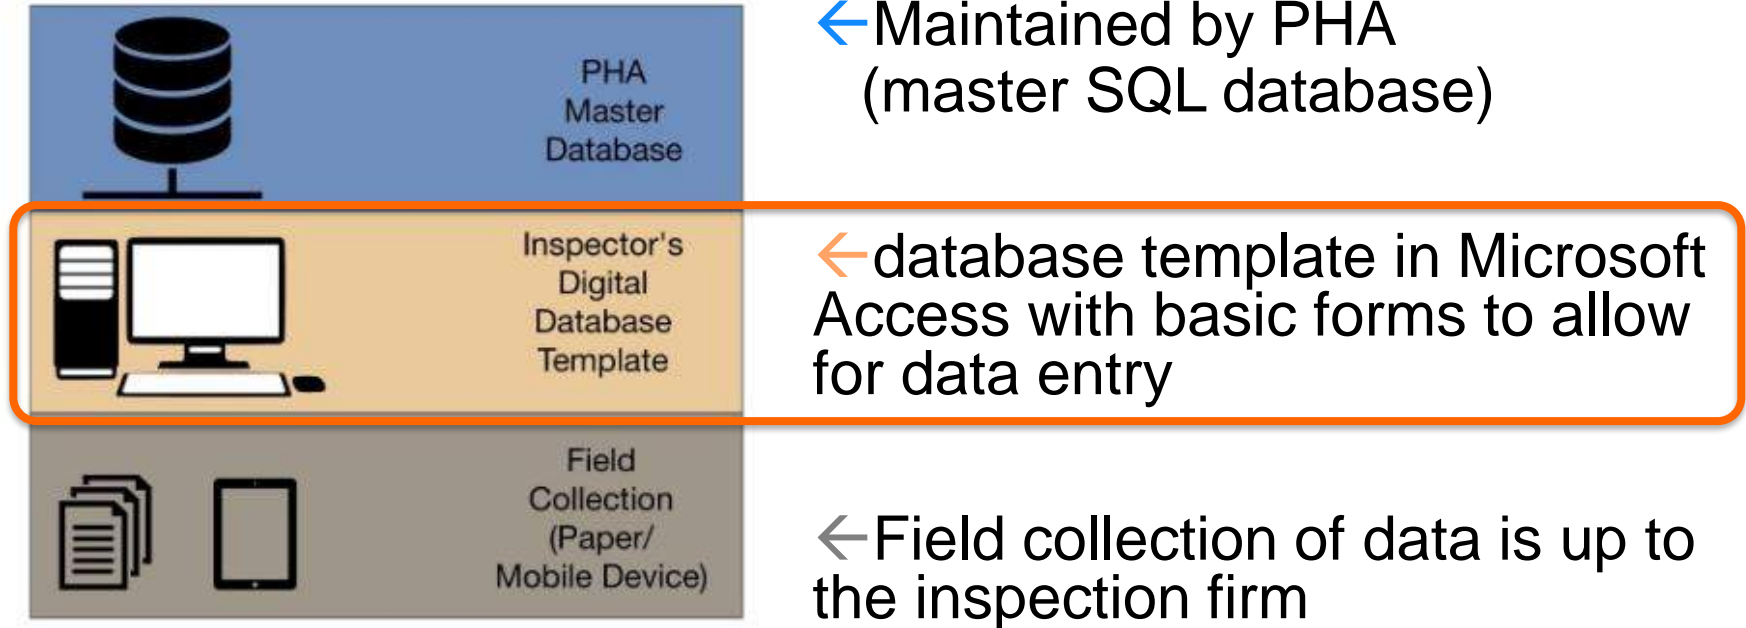 PHA
Master
Database
←Maintained by PHA
(master SQL database)
Inspector's
Digital
Database
Template
←database template in Microsoft
Access with basic forms to allow
for data entry
Field
Collection
(Paper/
Mobile Device)
←Field collection of data is up to
the inspection firm